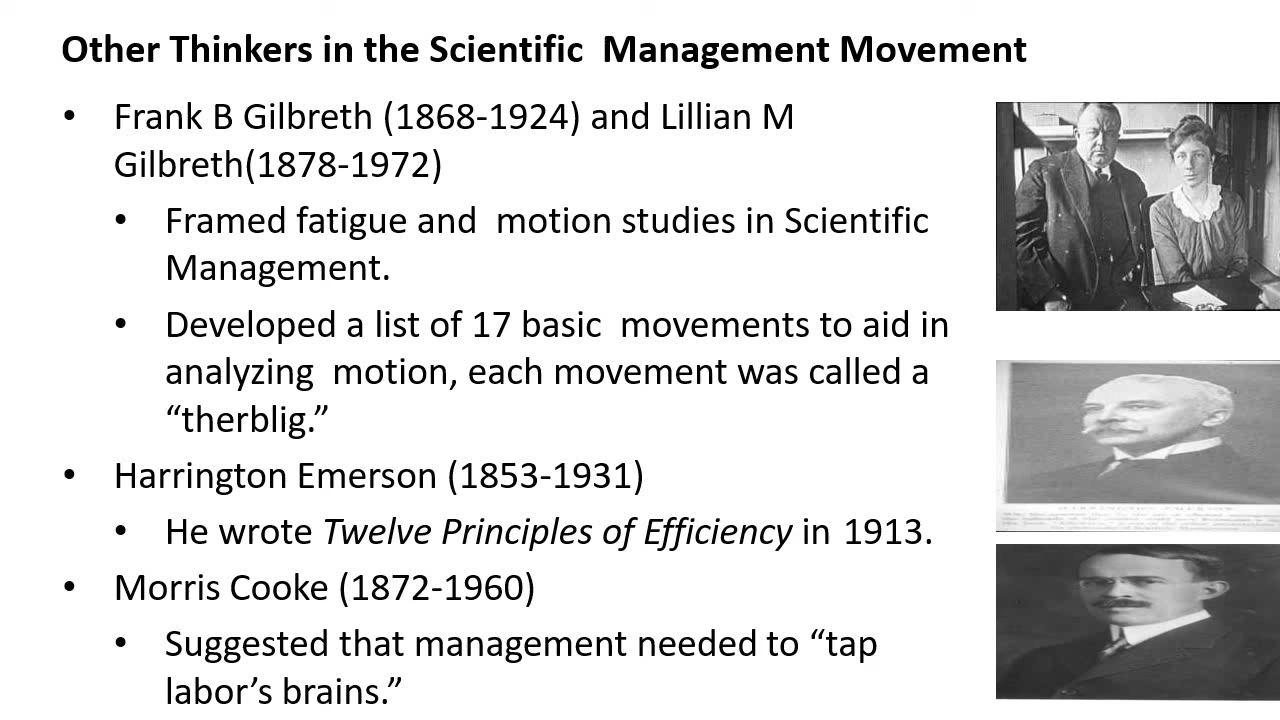 Other Thinkers in the Scientific  Management Movement
• Frank B Gilbreth (1868-1924) and Lillian M
Gilbreth(1878-1972)
• Framed fatigue and  motion studies in Scientific
Management.
• Developed a list of 17 basic  movements to aid in
analyzing  motion, each movement was called a
“therblig.”
• Harrington Emerson (1853-1931)
• He wrote Twelve Principles of Efficiency in 1913.
• Morris Cooke (1872-1960)
• Suggested that management needed to “tap
labor’s brains.”